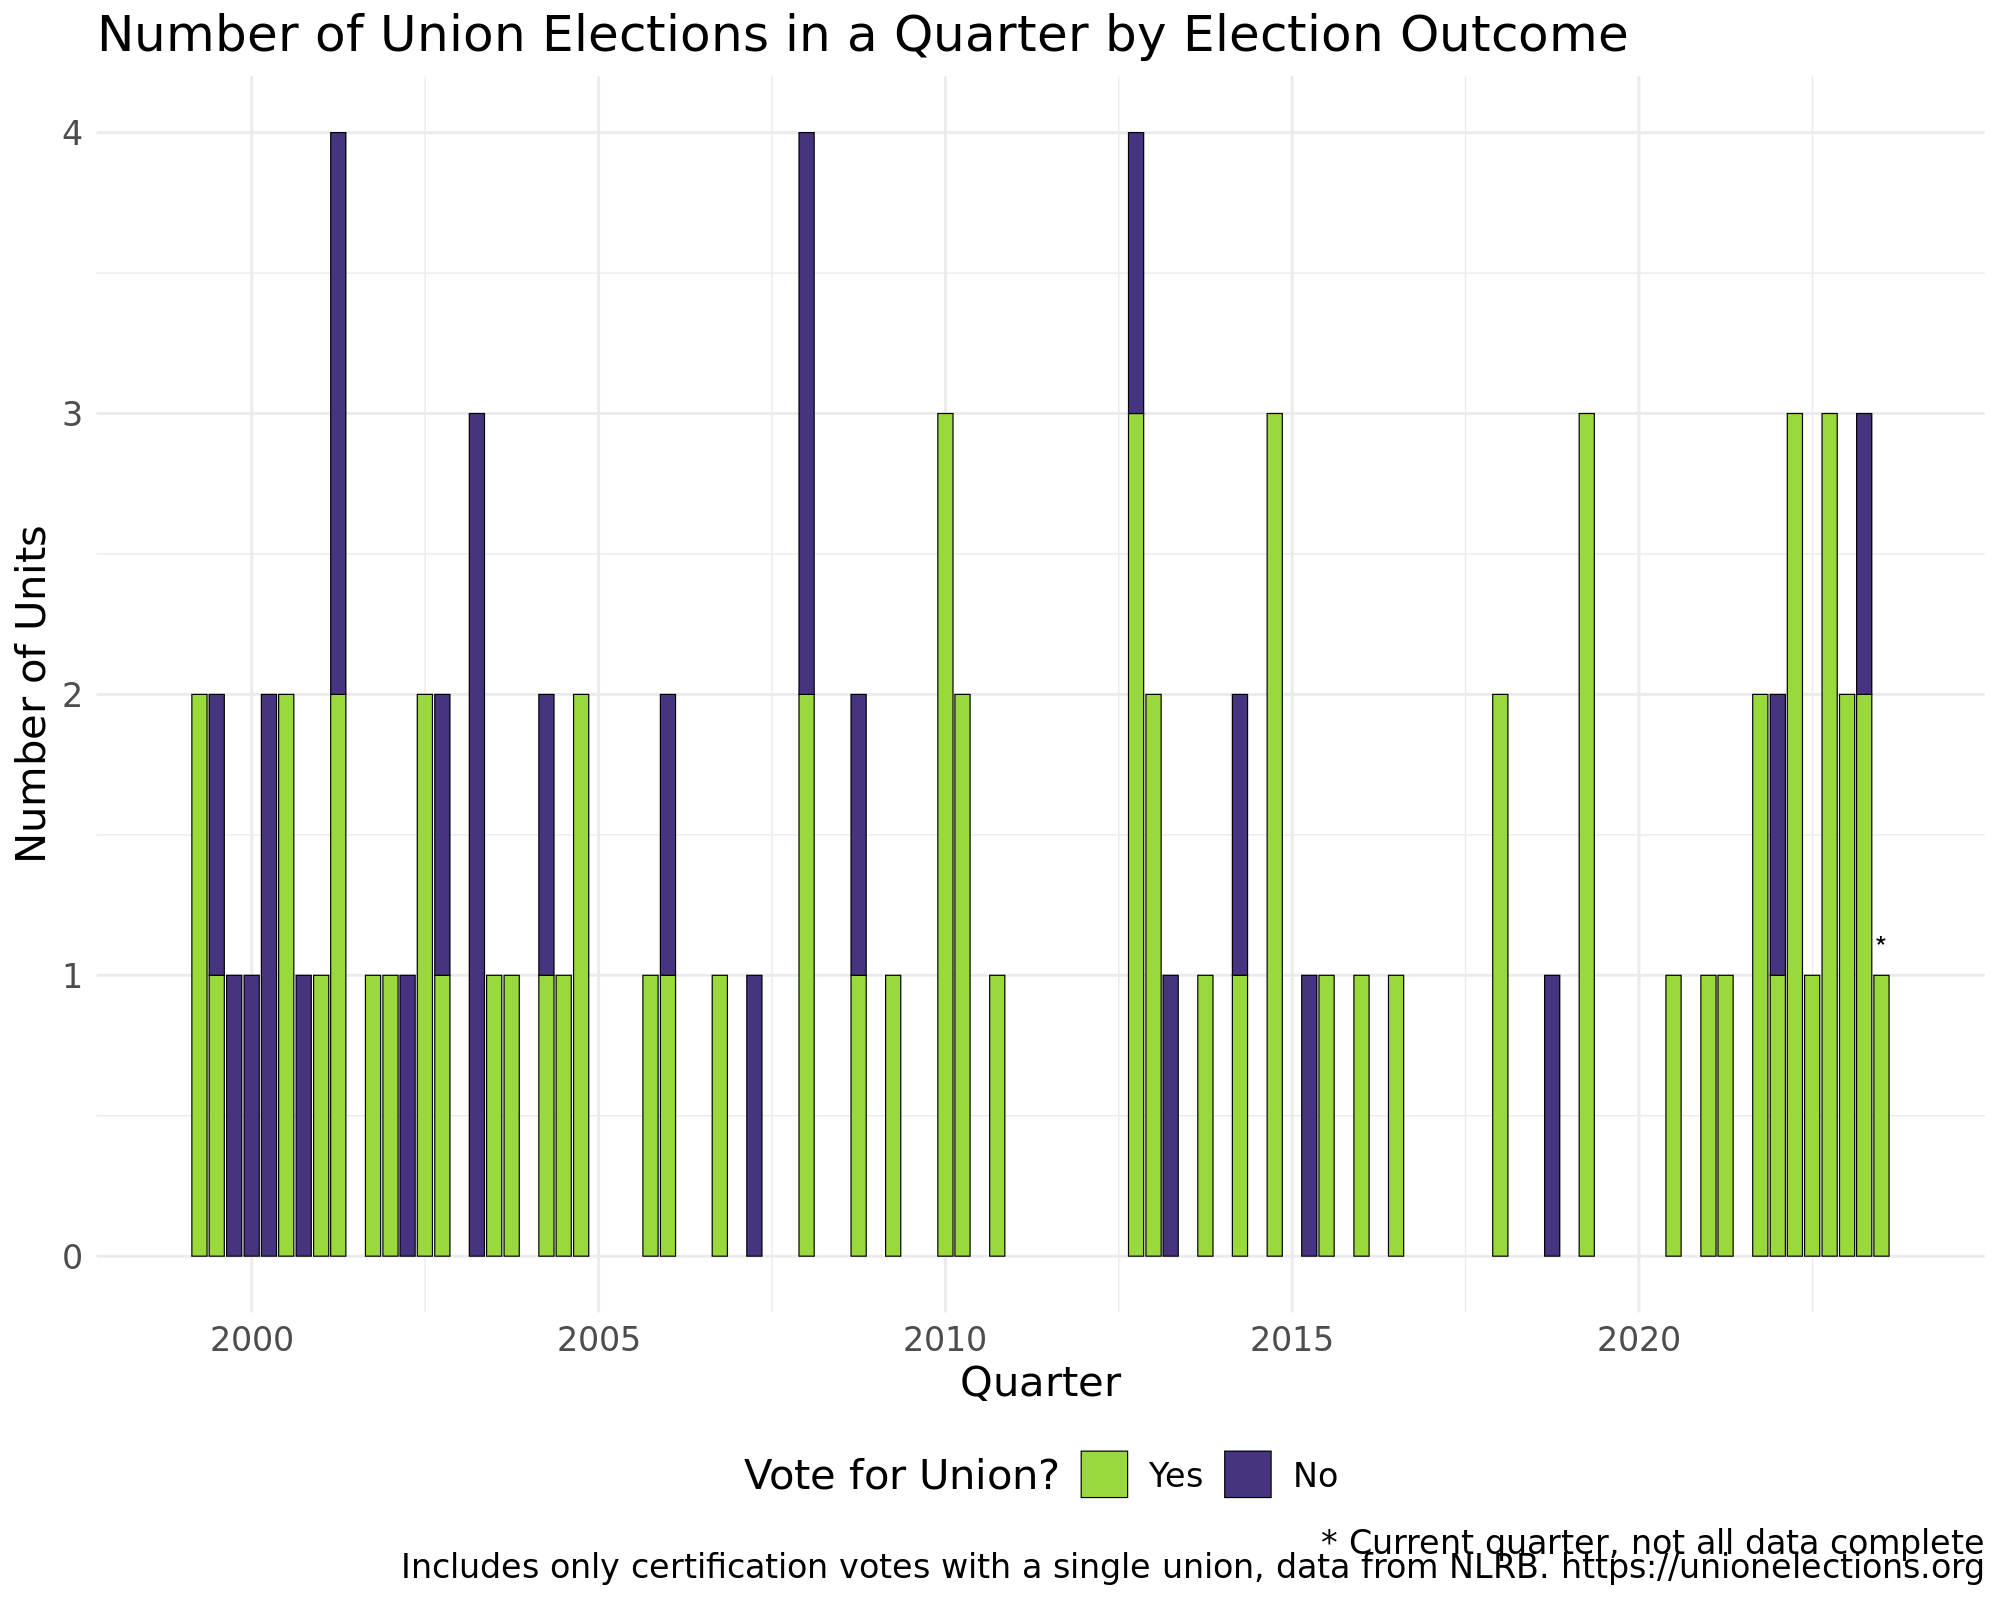 Number of Union Elections in a Quarter by Election Outcome
Number of Units
4
3
2
1
0
*
2000 2005 2010 2015 2020
Quarter
Vote for Union? Yes No
* Current quarter, not all data complete
Includes only certification votes with a single union, data from NLRB. https://unionelections.org